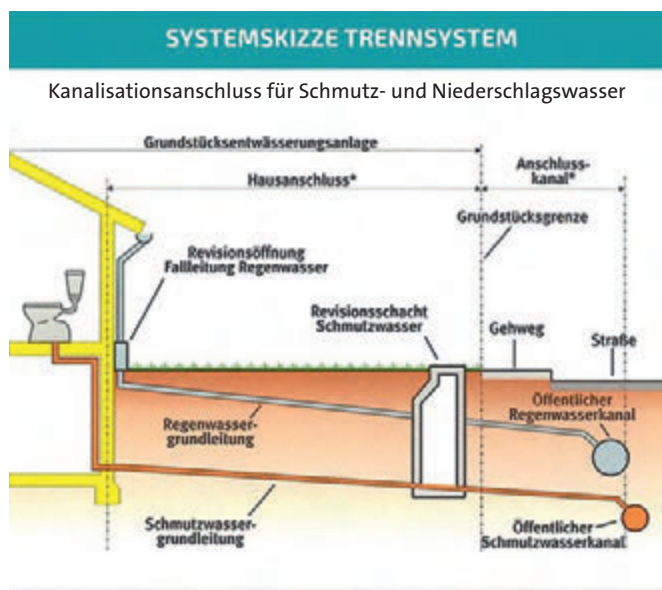 SYSTEMSKIZZE TRENNSYSTEM
Kanalisationsanschluss für Schmutz- und Niederschlagswasser
Grundstücksentwässerungsanlage
Hausanschluss*
Anschluss-
kanal*
Grundstücksgrenze
Revisionsöffnung
Fallleitung Regenwasser
Revisionsschacht
Schmutzwasser
Gehweg
Straße
Öffentlicher
Regenwasserkanal
Regenwasser-
grundleitung
Schmutzwasser-
grundleitung
Öffentlicher
Schmutzwasserkanal